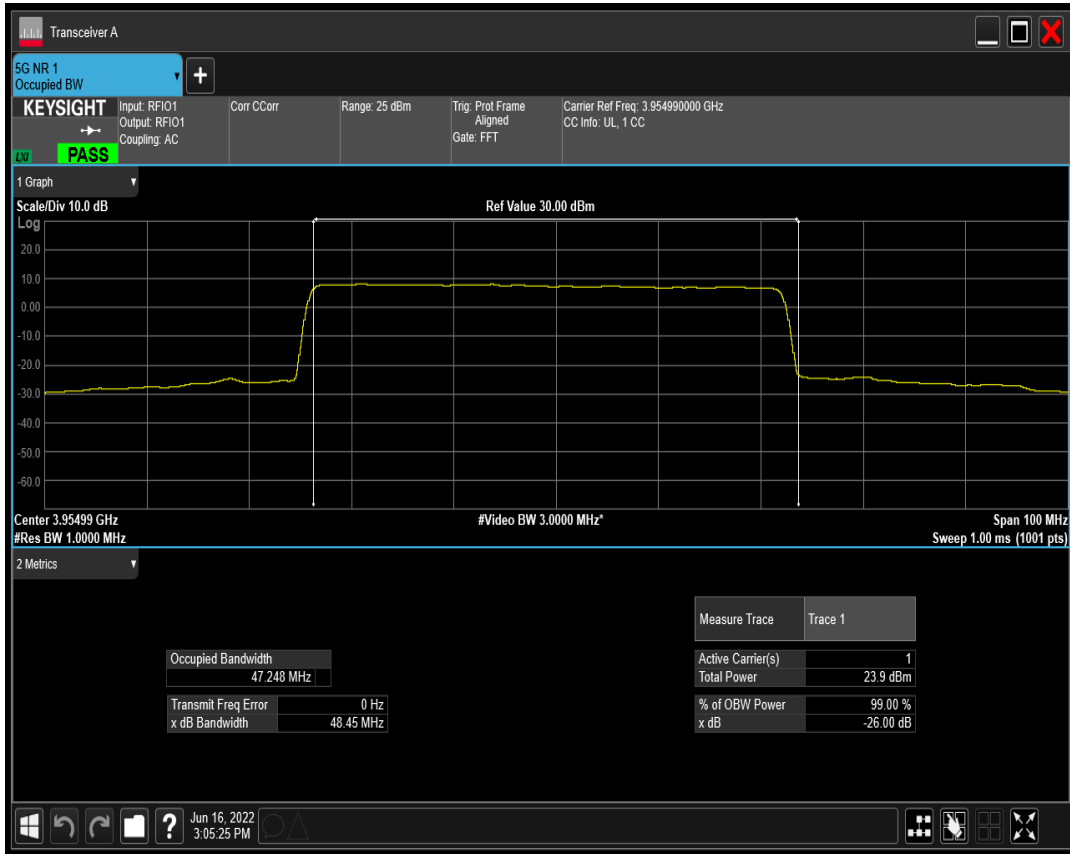 Transceiver A
5G NR 1
Occupied BW
+
KEYSIGHT
LXI
PASS
Input: RFIO1
Output: RFIO1
Coupling: AC
Corr CCorr
Range: 25 dBm
Trig: Prot Frame
Aligned
Gate: FFT
Carrier Ref Freq: 3.954990000 GHz
CC Info: UL, 1 CC
1 Graph
Scale/Div 10.0 dB
Ref Value 30.00 dBm
Log
20.0
10.0
0.00
-10.0
-20.0
-30.0
-40.0
-50.0
-60.0
Center 3.95499 GHz
#Video BW 3.0000 MHz*
Span 100 MHz
#Res BW 1.0000 MHz
Sweep 1.00 ms (1001 pts)
2 Metrics
Measure Trace Trace 1
Occupied Bandwidth
47.248 MHz
Active Carrier(s) 1
Total Power 23.9 dBm
Transmit Freq Error 0 Hz
x dB Bandwidth 48.45 MHz
% of OBW Power 99.00 %
x dB -26.00 dB
?
Jun 16, 2022
3:05:25 PM